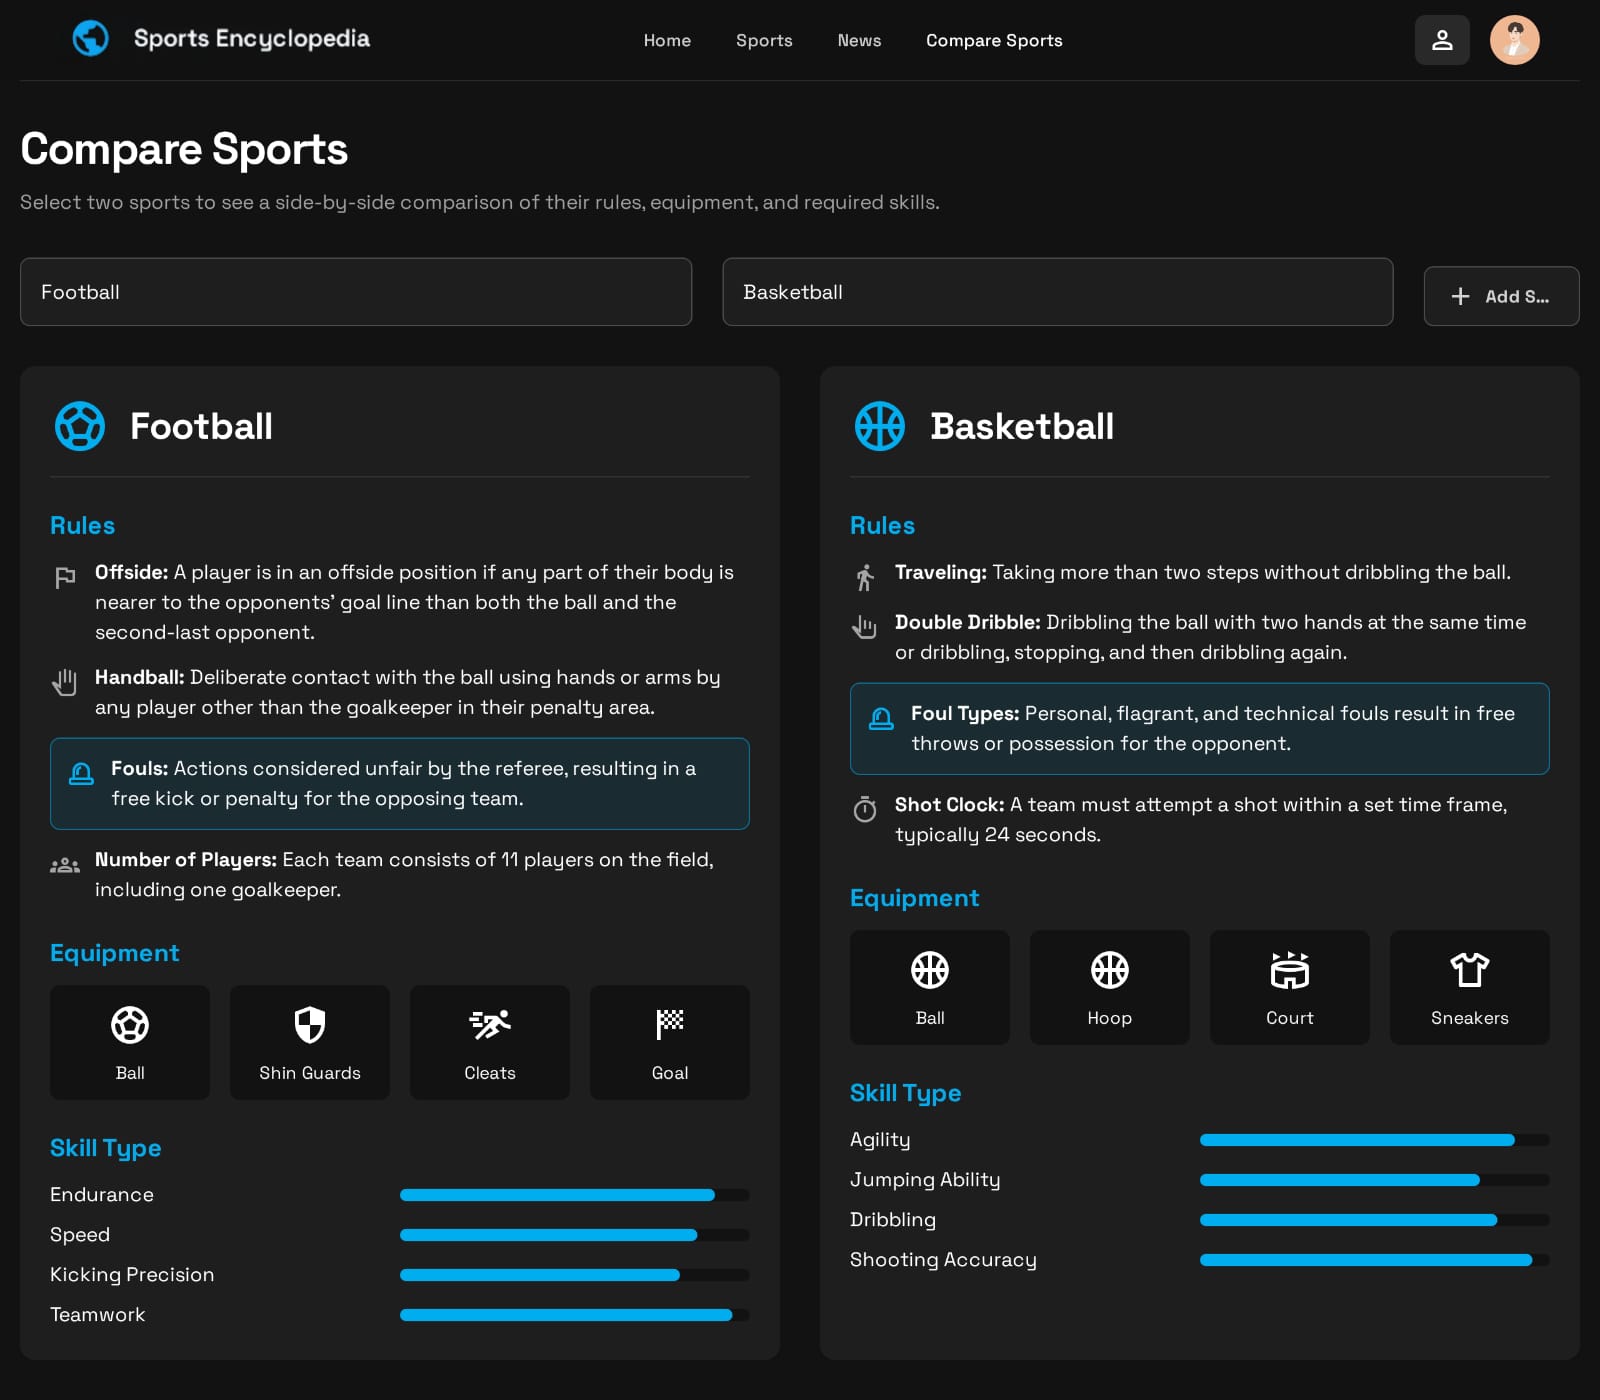 Sports Encyclopedia
Home
Sports
News
Compare Sports
Compare Sports
Select two sports to see a side-by-side comparison of their rules, equipment, and required skills.
Football
Basketball
Add S...
Football
Rules
Offside: A player is in an offside position if any part of their body is
nearer to the opponents' goal line than both the ball and the
second-last opponent.
Handball: Deliberate contact with the ball using hands or arms by
any player other than the goalkeeper in their penalty area.
Fouls: Actions considered unfair by the referee, resulting in a
free kick or penalty for the opposing team.
Number of Players: Each team consists of 11 players on the field,
including one goalkeeper.
Equipment
Ball
Shin Guards
Cleats
Goal
Skill Type
Endurance
Speed
Kicking Precision
Teamwork
Basketball
Rules
Traveling: Taking more than two steps without dribbling the ball.
Double Dribble: Dribbling the ball with two hands at the same time
or dribbling, stopping, and then dribbling again.
Foul Types: Personal, flagrant, and technical fouls result in free
throws or possession for the opponent.
Shot Clock: A team must attempt a shot within a set time frame,
typically 24 seconds.
Equipment
Ball
Hoop
Court
Sneakers
Skill Type
Agility
Jumping Ability
Dribbling
Shooting Accuracy